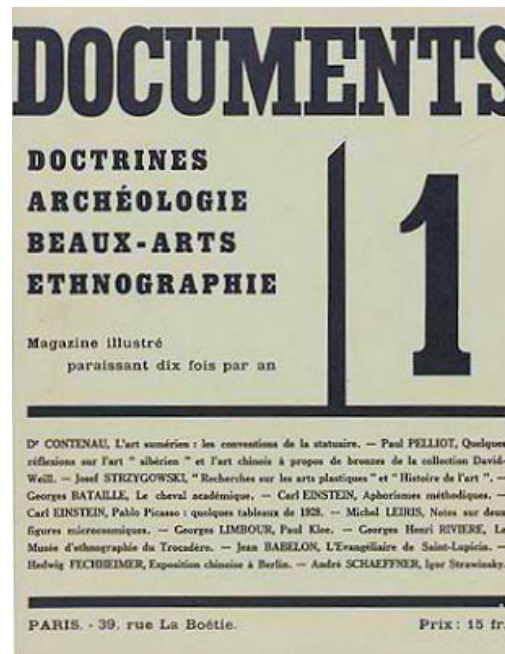 DOCUMENTS
DOCTRINES
ARCHÉOLOGIE
BEAUX-ARTS
ETHNOGRAPHIE
1
Magazine illustré
paraissant dix fois par an
Dr CONTENAU, L'art sumérien : les conventions de la statuaire. — Paul PELLIOT, Quelques
réflexions sur l'art " sibérien " et l'art chinois à propos de bronzes de la collection David-
Weill. — Josef STRZYGOWSKI, " Recherches sur les arts plastiques " et " Histoire de l'art ". —
Georges BATAILLE, Le cheval académique. — Carl EINSTEIN, Aphorismes méthodiques. —
Carl EINSTEIN, Pablo Picasso : quelques tableaux de 1928. — Michel LEIRIS, Notes sur deux
figures microcosmiques. — Georges LIMBOUR, Paul Klee. — Georges Henri RIVIERE, Le
Musée d'ethnographie du Trocadéro. — Jean BABELON, L'Evangéliaire de Saint-Lupicin. —
Hedwig FECHHEIMER, Exposition chinoise à Berlin. — André SCHAEFFNER, Igor Strawinsky.
PARIS. - 39, rue La Boétie.
Prix : 15 fr.